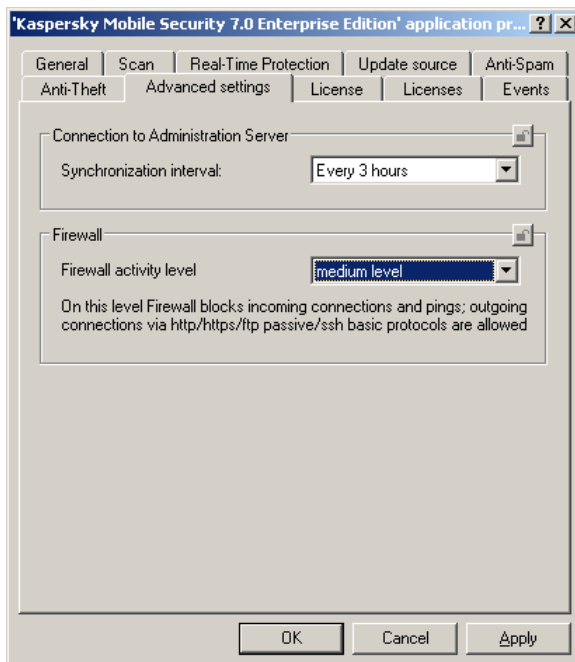 'Kaspersky Mobile Security 7.0 Enterprise Edition' application pr... ? X
General Scan Real-Time Protection Update source Anti-Spam
Anti-Theft Advanced settings License Licenses Events
Connection to Administration Server
Synchronization interval: Every 3 hours
Firewall
Firewall activity level medium level
On this level Firewall blocks incoming connections and pings; outgoing
connections via http/https/ftp passive/ssh basic protocols are allowed
OK Cancel Apply